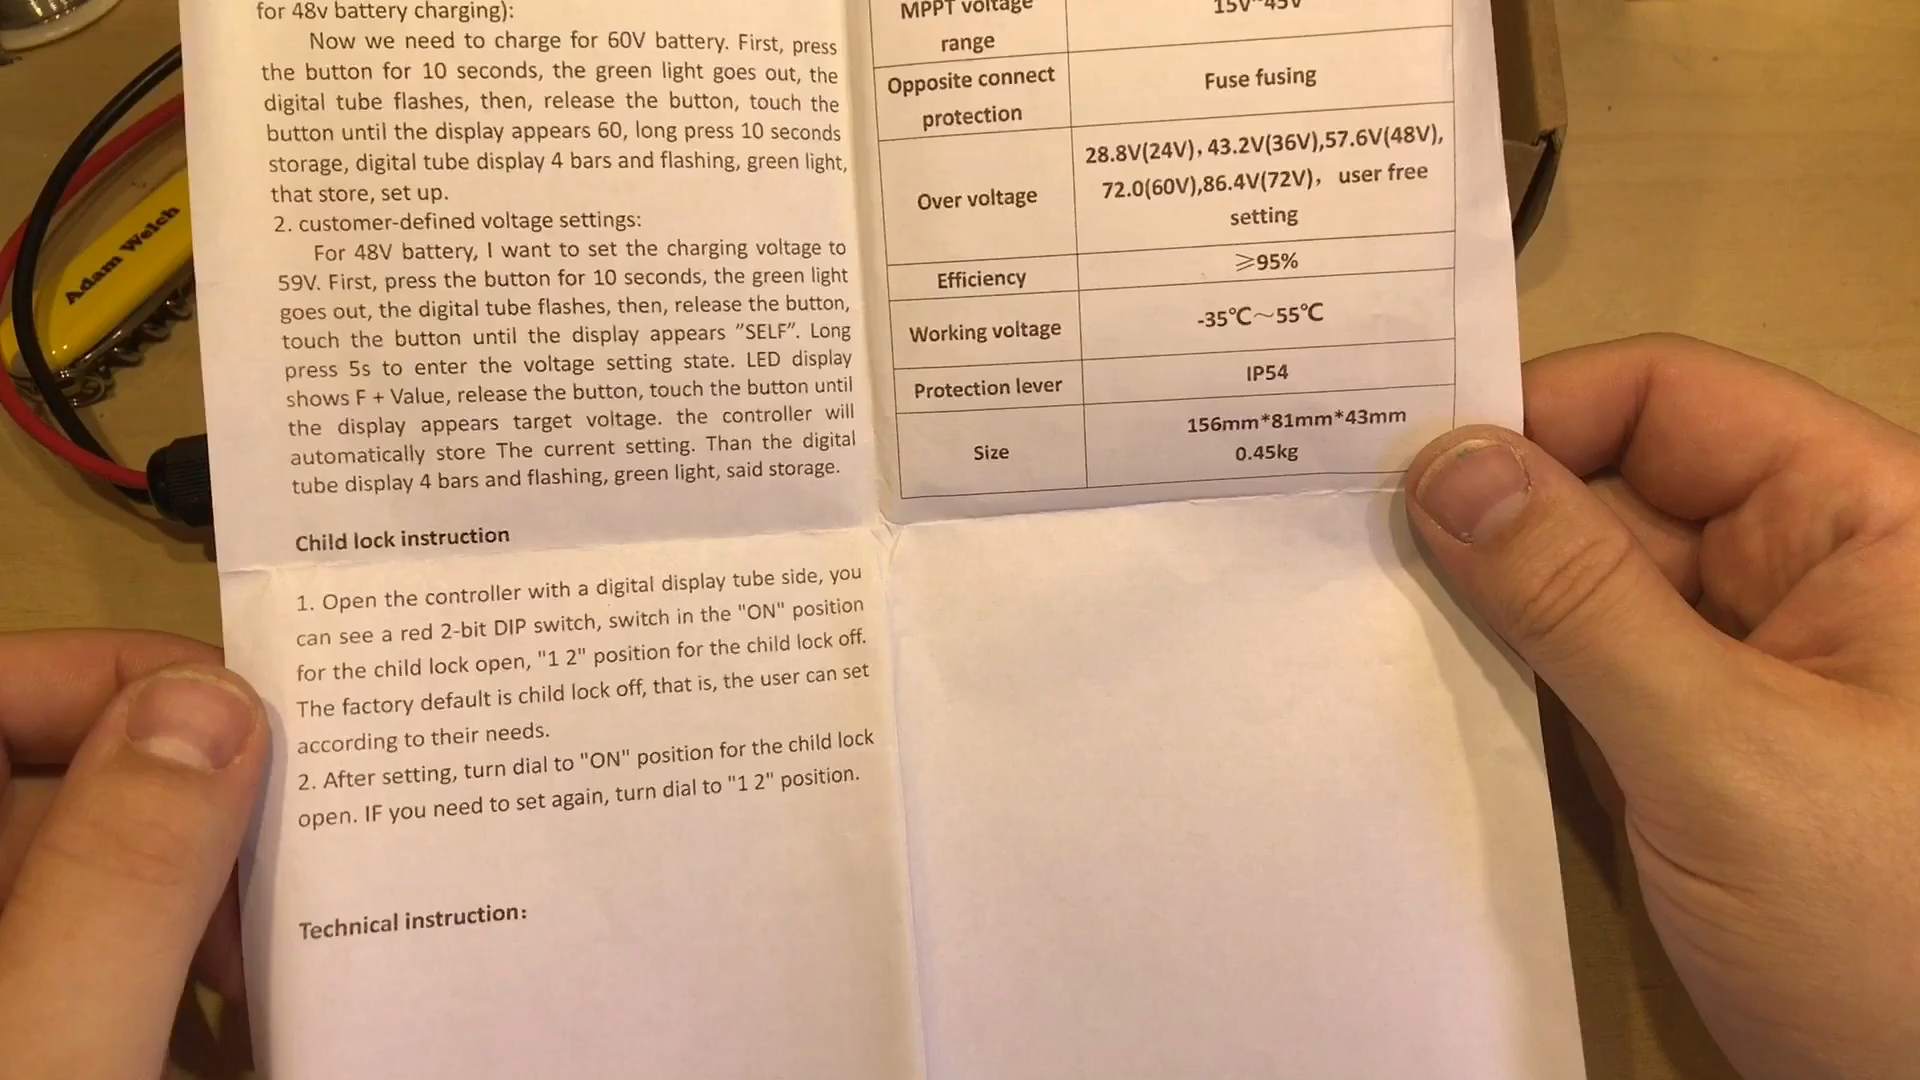 for 48v battery charging):
Now we need to charge for 60V battery. First, press
the button for 10 seconds, the green light goes out, the
digital tube flashes, then, release the button, touch the
button until the display appears 60, long press 10 seconds
storage, digital tube display 4 bars and flashing, green light,
that store, set up.
2. customer-defined voltage settings:
For 48V battery, I want to set the charging voltage to
59V. First, press the button for 10 seconds, the green light
goes out, the digital tube flashes, then, release the button,
touch the button until the display appears "SELF". Long
press 5s to enter the voltage setting state. LED display
shows F + Value, release the button, touch the button until
the display appears target voltage. the controller will
automatically store The current setting. Than the digital
tube display 4 bars and flashing, green light, said storage.
Child lock instruction
1. Open the controller with a digital display tube side, you
can see a red 2-bit DIP switch, switch in the "ON" position
for the child lock open, "1 2" position for the child lock off.
The factory default is child lock off, that is, the user can set
according to their needs.
2. After setting, turn dial to "ON" position for the child lock
open. IF you need to set again, turn dial to "1 2" position.
Technical instruction:
MPPT voltage
range
15V~45V
Opposite connect
protection
Fuse fusing
Over voltage
28.8V(24V), 43.2V(36V),57.6V(48V),
72.0(60V),86.4V(72V), user free
setting
Efficiency
≥95%
Working voltage
-35℃~55℃
Protection lever
IP54
Size
156mm*81mm*43mm
0.45kg
Adam Welch